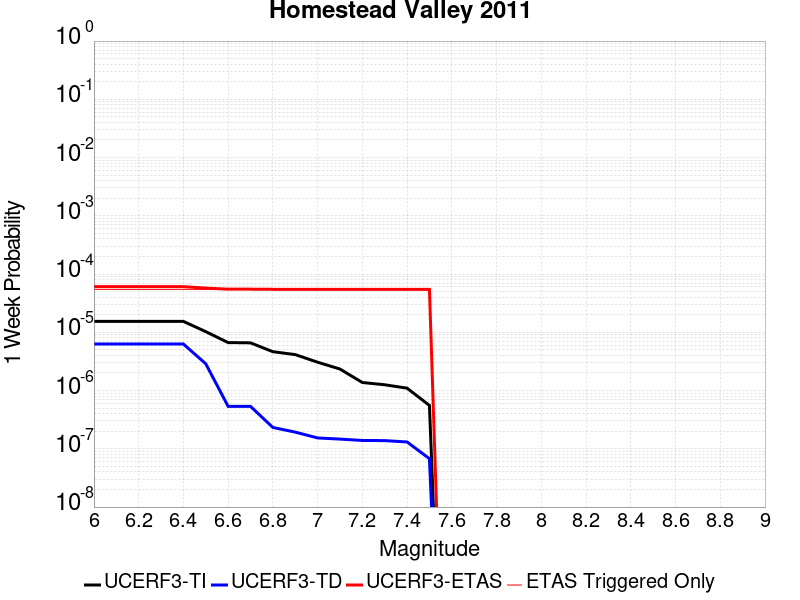 Homestead Valley 2011
1 Week Probability
10^0
10^-1
10^-2
10^-3
10^-4
10^-5
10^-6
10^-7
10^-8
6 6.2 6.4 6.6 6.8 7 7.2 7.4 7.6 7.8 8 8.2 8.4 8.6 8.8 9
Magnitude
UCERF3-TI UCERF3-TD UCERF3-ETAS ETAS Triggered Only